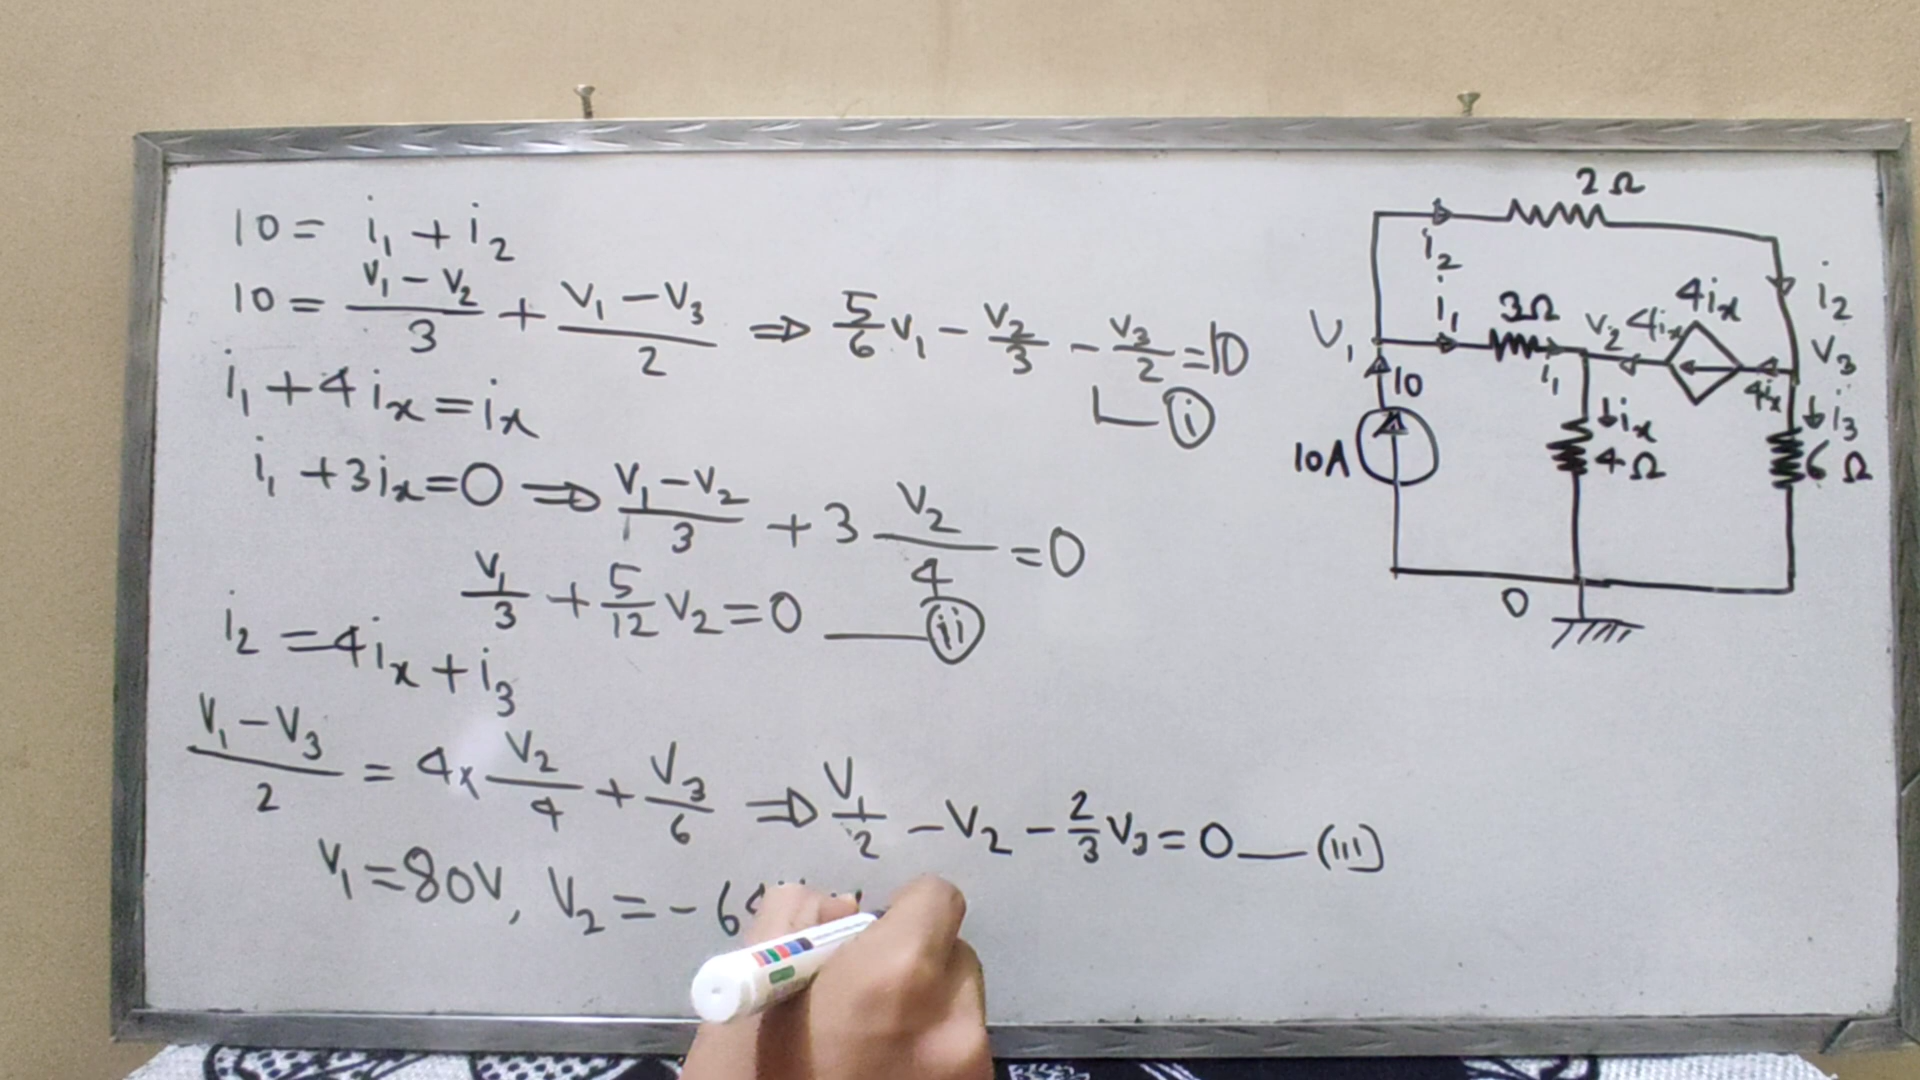 10 = i₁ + i₂
10 = (V₁ - V₂)/3 + (V₁ - V₃)/2 ⇒ 5/6 V₁ - V₂/3 - V₃/2 = 10
(i)
i₁ + 4iₓ = iₓ
i₁ + 3iₓ = 0 ⇒ (V₁ - V₂)/3 + 3 V₂/4 = 0
V₁/3 + 5/12 V₂ = 0 — (ii)
i₂ = 4iₓ + i₃
(V₁ - V₃)/2 = 4 × V₂/4 + V₃/6 ⇒ V₁/2 - V₂ - 2/3 V₃ = 0 — (III)
V₁ = 80V, V₂ = - 6
2Ω
i₂
i₂
i₁ 3Ω V₂ 4iₓ 4iₓ
V₁ i₁ V₃
10 4iₓ
10A iₓ i₃
4Ω 6Ω
0